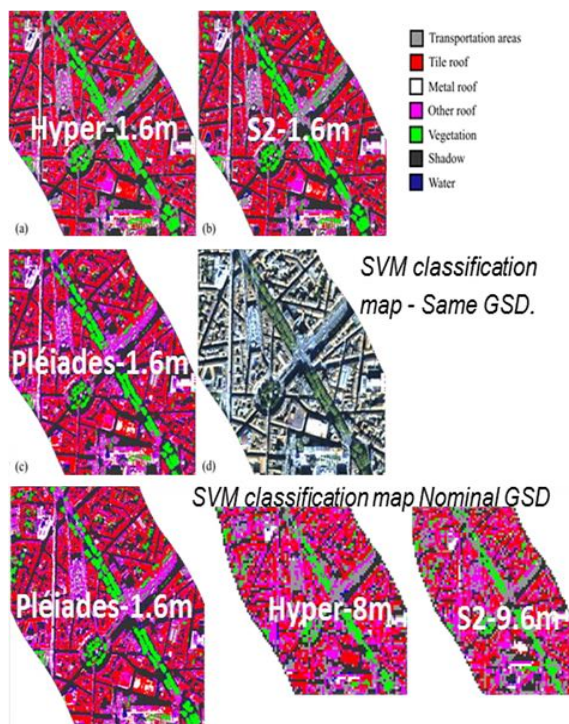 Transportation areas
Tile roof
Metal roof
Other roof
Vegetation
Shadow
Water
Hyper-1.6m
S2-1.6m
(a)
(b)
SVM classification
map - Same GSD.
Pléiades-1.6m
(c)
(d)
SVM classification map Nominal GSD
Pléiades-1.6m
Hyper-8m
S2-9.6m